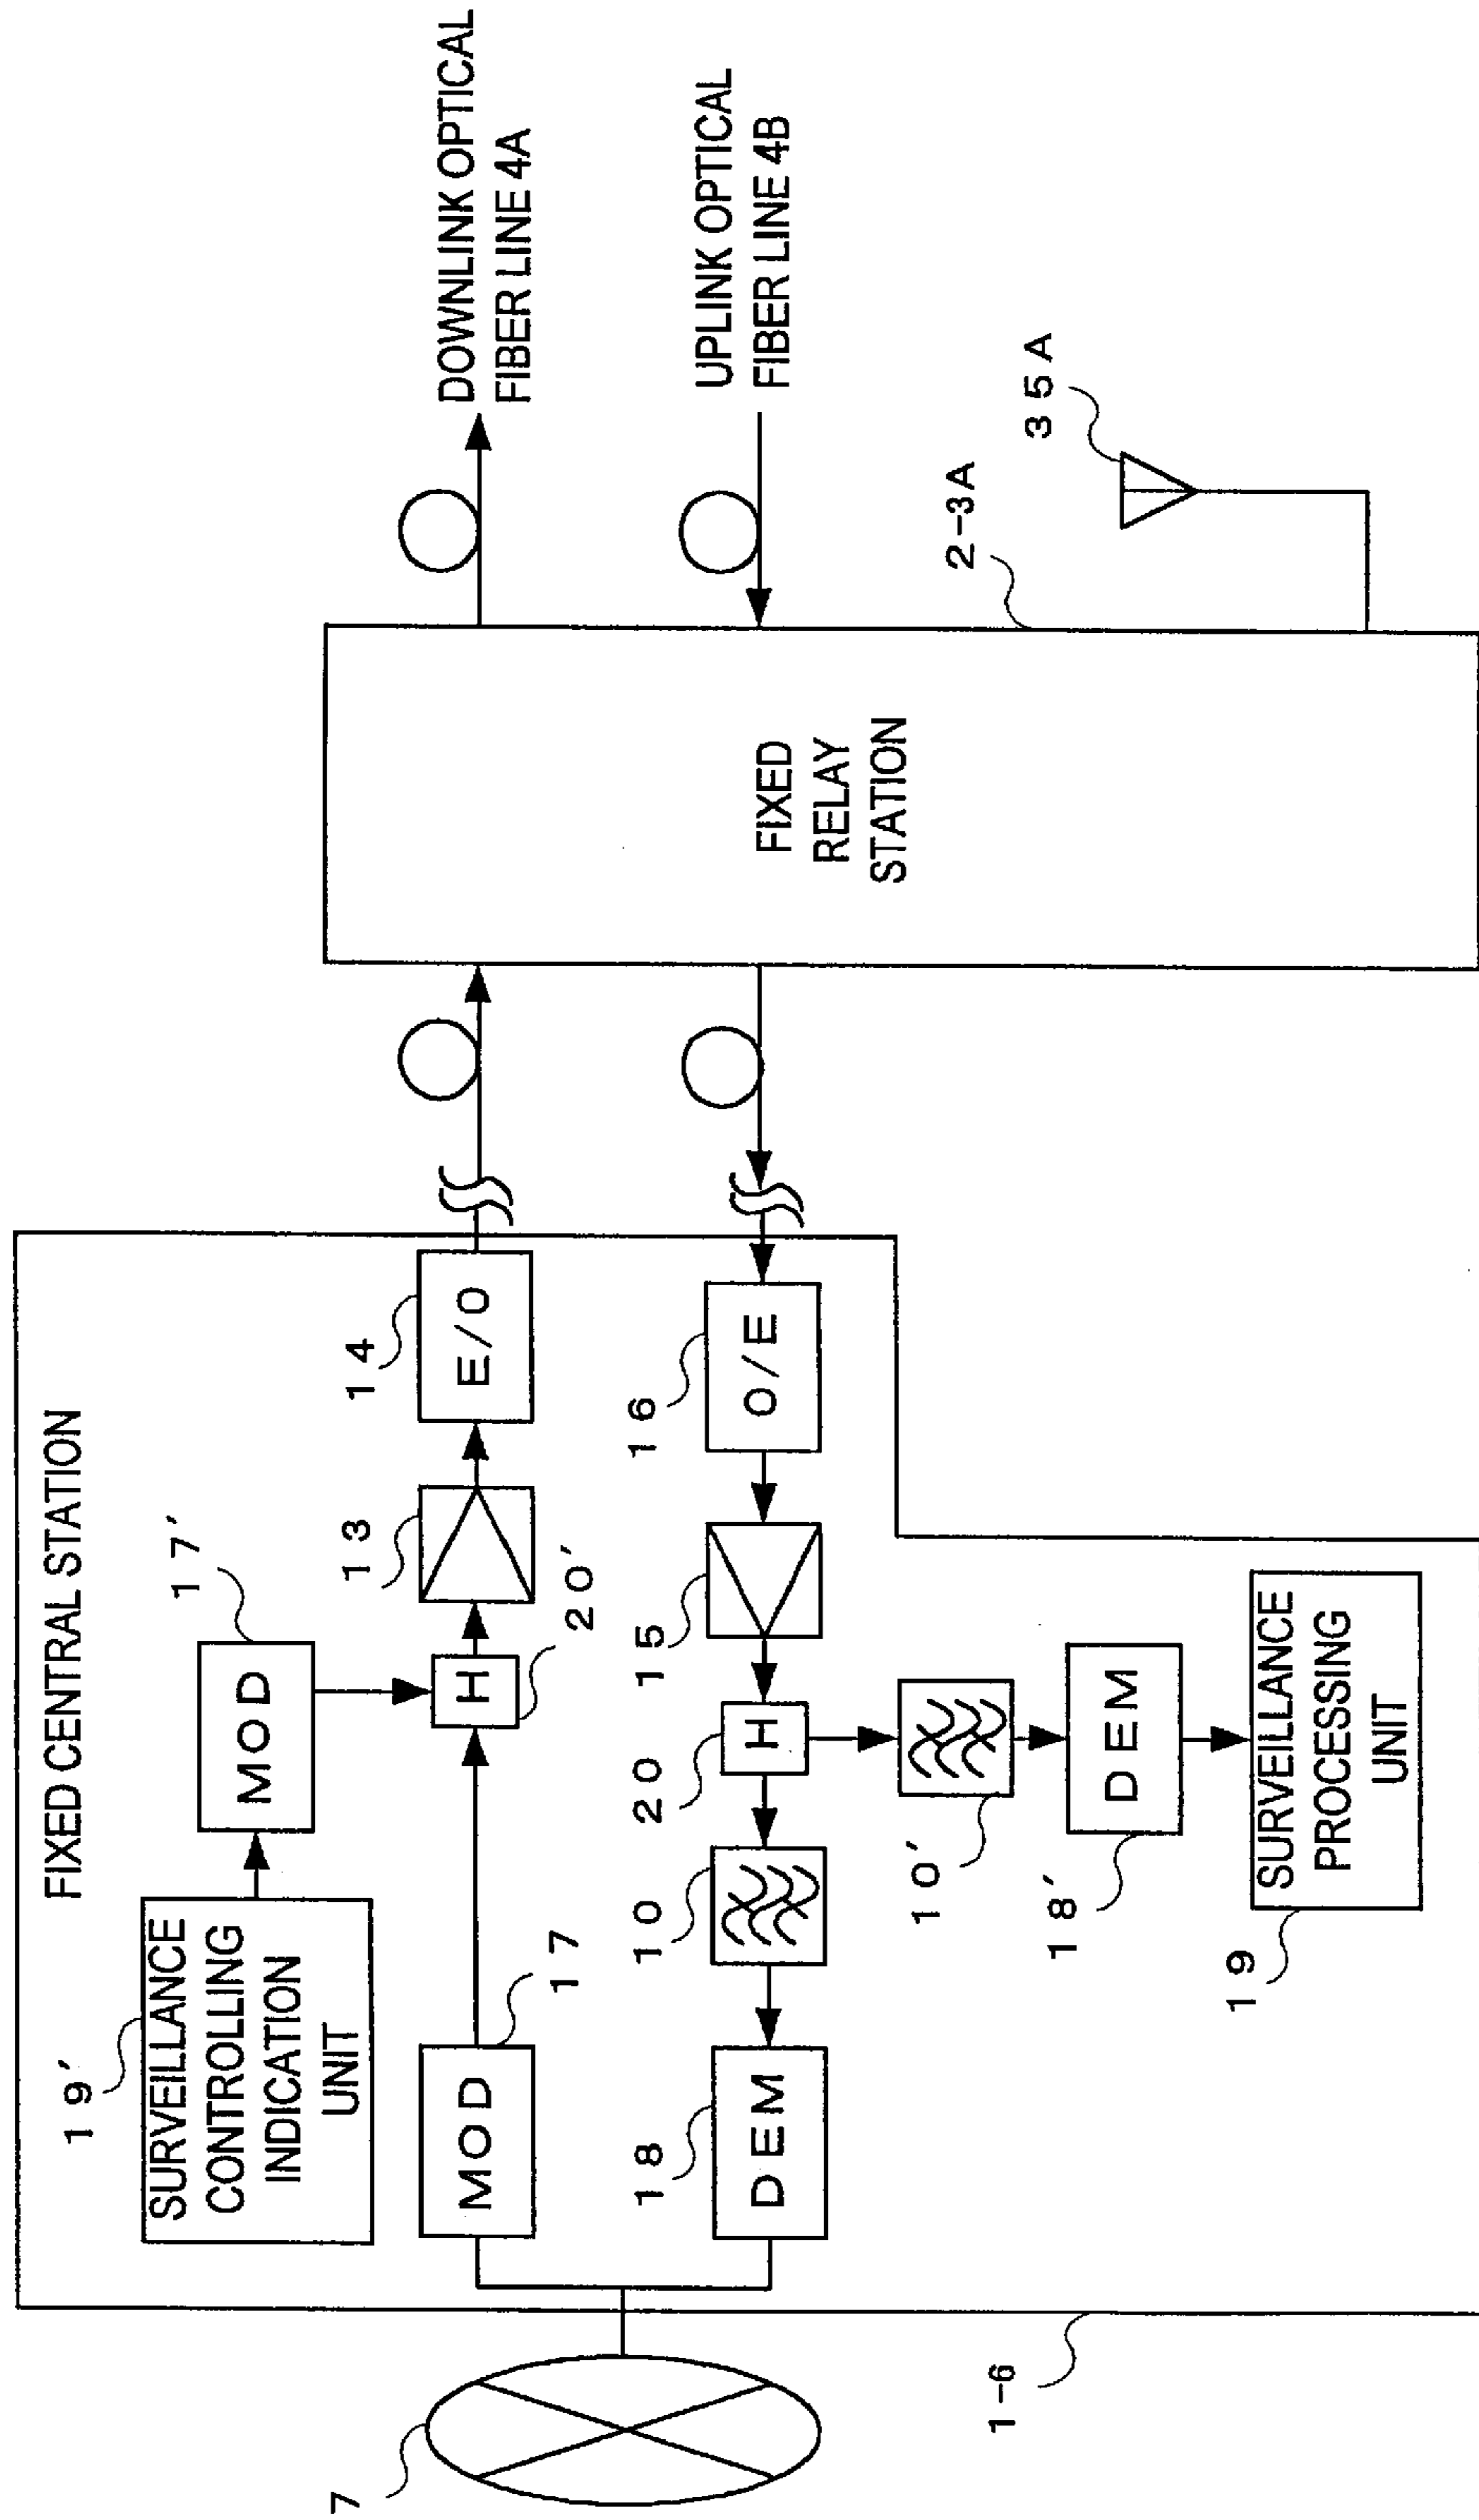 FIXED CENTRAL STATION
19′
SURVEILLANCE
CONTROLLING
INDICATION
UNIT
MOD
17′
7
MOD
17
H
20′
13
E/O
14
DOWNLINK OPTICAL
FIBER LINE 4A
DEM
18
10
H
20
15
O/E
16
UPLINK OPTICAL
FIBER LINE 4B
FIXED
RELAY
STATION
2-3A
35A
10′
DEM
18′
SURVEILLANCE
PROCESSING
UNIT
19
1-6